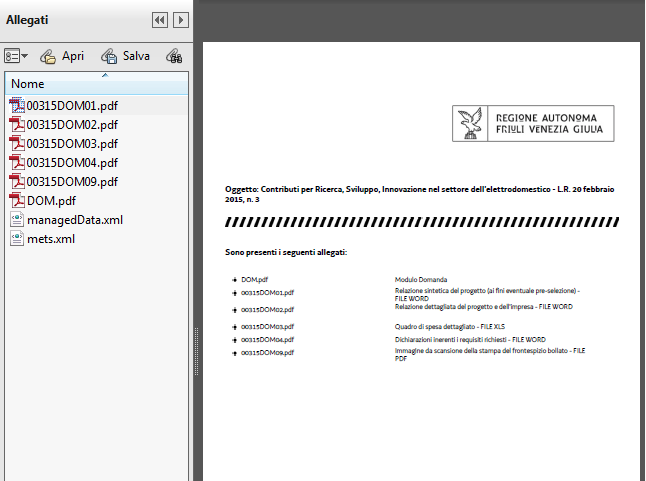 Allegati
Apri
Salva
Nome
00315DOM01.pdf
00315DOM02.pdf
00315DOM03.pdf
00315DOM04.pdf
00315DOM09.pdf
DOM.pdf
managedData.xml
mets.xml
REGIONE AUTONOMA
FRIULI VENEZIA GIULIA
Oggetto: Contributi per Ricerca, Sviluppo, Innovazione nel settore dell'elettrodomestico - L.R. 20 febbraio
2015, n. 3
Sono presenti i seguenti allegati:
DOM.pdf Modulo Domanda
00315DOM01.pdf Relazione sintetica del progetto (ai fini eventuale pre-selezione) -
FILE WORD
00315DOM02.pdf Relazione dettagliata del progetto e dell'impresa - FILE WORD
00315DOM03.pdf Quadro di spesa dettagliato - FILE XLS
00315DOM04.pdf Dichiarazioni inerenti i requisiti richiesti - FILE WORD
00315DOM09.pdf Immagine da scansione della stampa del frontespizio bollato - FILE
PDF